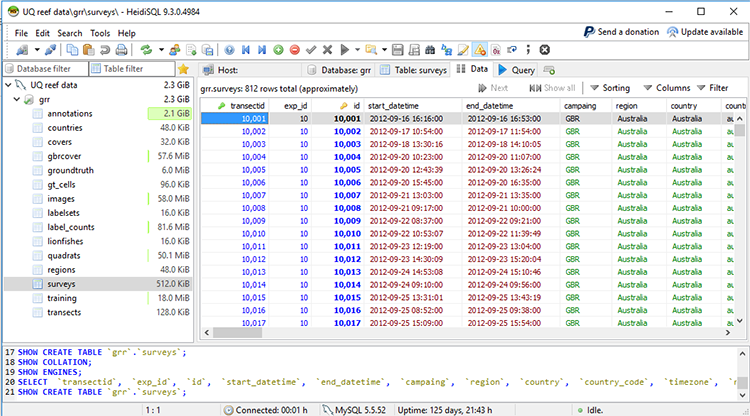 UQ reef data\grr\surveys\ - HeidiSQL 9.3.0.4984
File Edit Search Tools Help
Send a donation Update available
Database filter Table filter
Host: Database: grr Table: surveys Data Query
UQ reef data 2.3 GiB
grr 2.3 GiB
annotations 2.1 GiB
countries 48.0 KiB
covers 32.0 KiB
gbrcover 57.6 MiB
groundtruth 6.0 MiB
gt_cells 96.0 KiB
images 58.0 MiB
labelsets 16.0 KiB
label_counts 81.6 MiB
lionfishes 16.0 KiB
quadrats 50.1 MiB
regions 48.0 KiB
surveys 512.0 KiB
training 18.0 MiB
transects 128.0 KiB
grr.surveys: 812 rows total (approximately) Next Show all Sorting Columns Filter
transectid exp_id id start_datetime end_datetime campaing region country count
10,001 10 10,001 2012-09-16 16:16:00 2012-09-16 16:53:00 GBR Australia Australia au
10,002 10 10,002 2012-09-17 10:54:00 2012-09-17 11:54:00 GBR Australia Australia au
10,003 10 10,003 2012-09-18 13:30:16 2012-09-18 14:10:05 GBR Australia Australia au
10,004 10 10,004 2012-09-20 10:23:00 2012-09-20 11:07:00 GBR Australia Australia au
10,005 10 10,005 2012-09-20 12:43:39 2012-09-20 13:26:24 GBR Australia Australia au
10,006 10 10,006 2012-09-20 15:45:00 2012-09-20 16:35:00 GBR Australia Australia au
10,007 10 10,007 2012-09-21 13:03:00 2012-09-21 13:35:00 GBR Australia Australia au
10,008 10 10,008 2012-09-21 09:17:00 2012-09-21 10:00:00 GBR Australia Australia au
10,009 10 10,009 2012-09-22 08:37:00 2012-09-22 09:21:00 GBR Australia Australia au
10,010 10 10,010 2012-09-22 10:53:07 2012-09-22 11:39:49 GBR Australia Australia au
10,011 10 10,011 2012-09-23 12:19:00 2012-09-23 13:04:00 GBR Australia Australia au
10,012 10 10,012 2012-09-23 14:30:09 2012-09-23 15:20:04 GBR Australia Australia au
10,013 10 10,013 2012-09-24 14:53:08 2012-09-24 15:10:46 GBR Australia Australia au
10,014 10 10,014 2012-09-24 09:10:00 2012-09-24 09:56:00 GBR Australia Australia au
10,015 10 10,015 2012-09-25 13:31:01 2012-09-25 13:43:19 GBR Australia Australia au
10,016 10 10,016 2012-09-25 08:52:00 2012-09-25 09:38:00 GBR Australia Australia au
10,017 10 10,017 2012-09-25 15:09:00 2012-09-25 15:54:00 GBR Australia Australia au
17 SHOW CREATE TABLE `grr`.`surveys`;
18 SHOW COLLATION;
19 SHOW ENGINES;
20 SELECT `transectid`, `exp_id`, `id`, `start_datetime`, `end_datetime`, `campaing`, `region`, `country`, `country_code`, `timezone`,
21 SHOW CREATE TABLE `grr`.`surveys`;
1 : 1 Connected: 00:01 h MySQL 5.5.52 Uptime: 125 days, 21:43 h Idle.